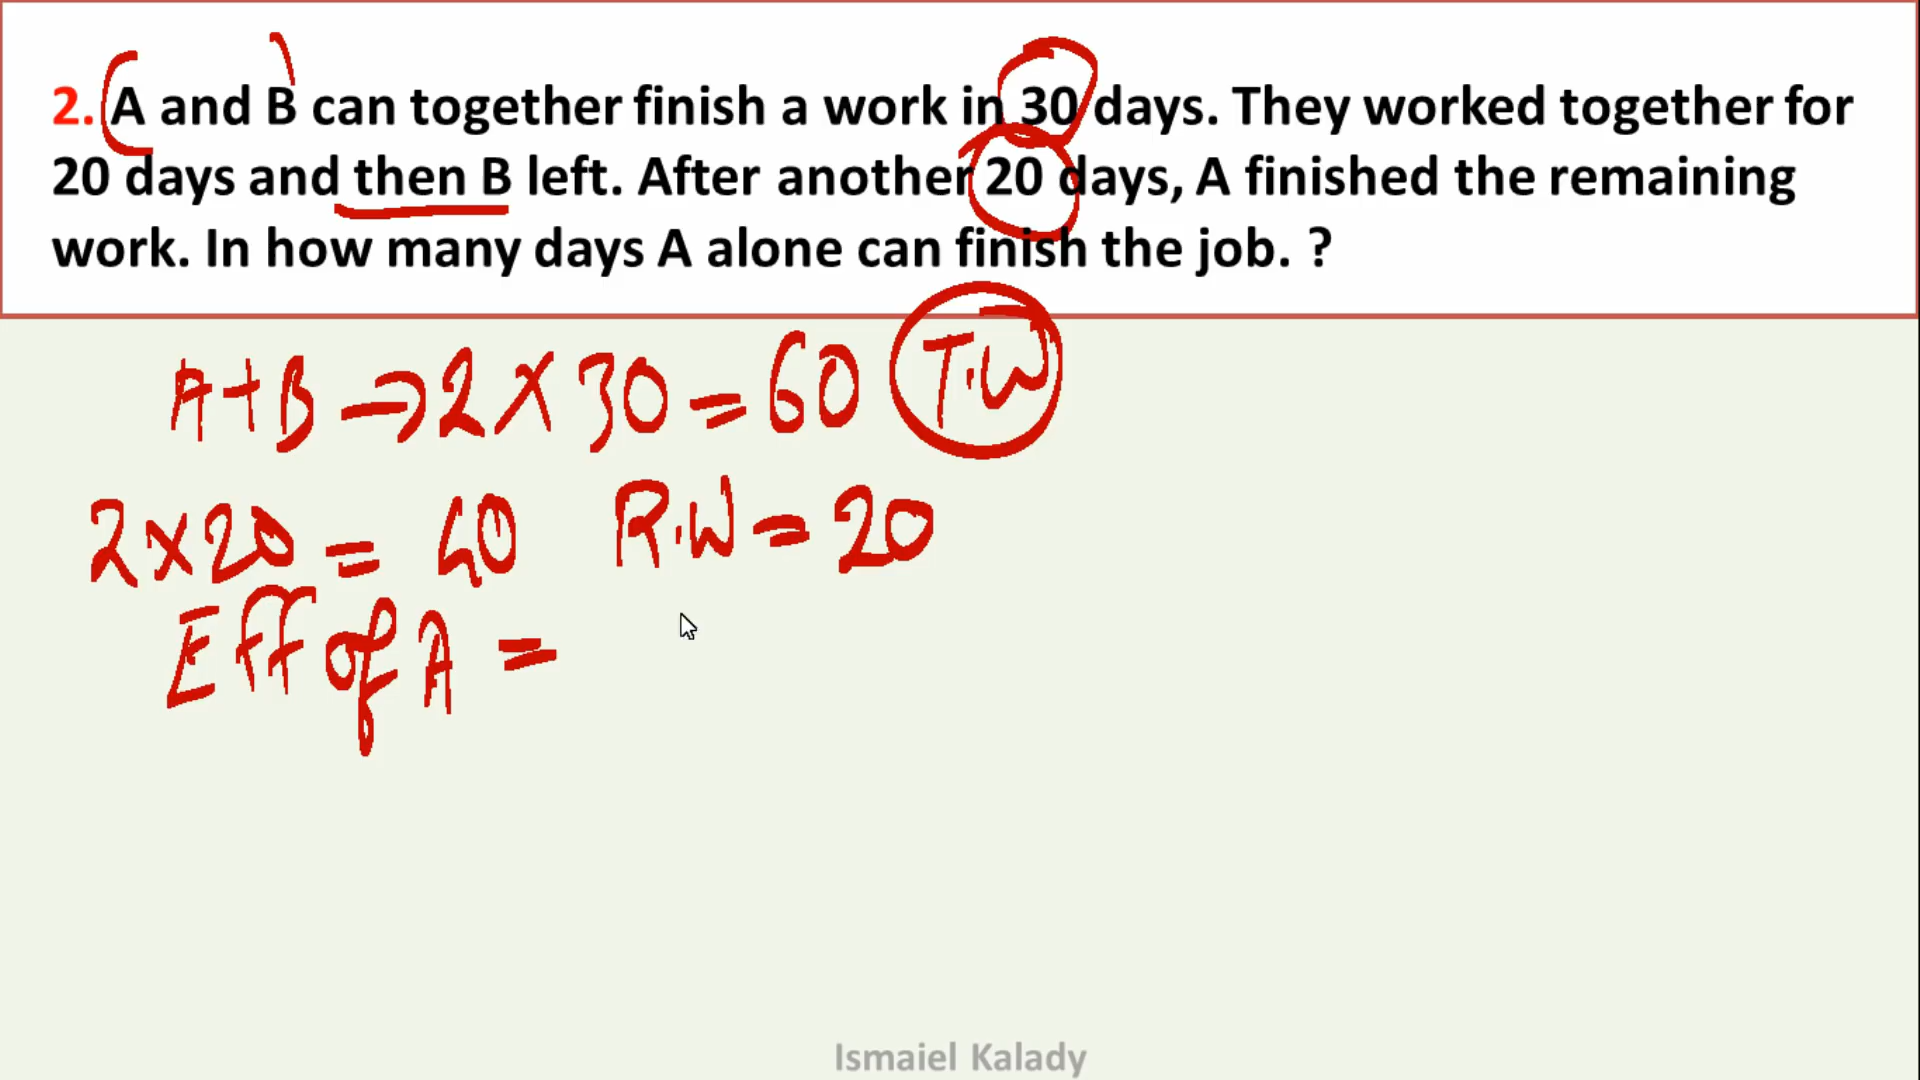 2. A and B can together finish a work in 30 days. They worked together for
20 days and then B left. After another 20 days, A finished the remaining
work. In how many days A alone can finish the job. ?
A+B → 2 × 30 = 60 T.W
2×20 = 40 R.W = 20
Eff of A =
Ismaiel Kalady